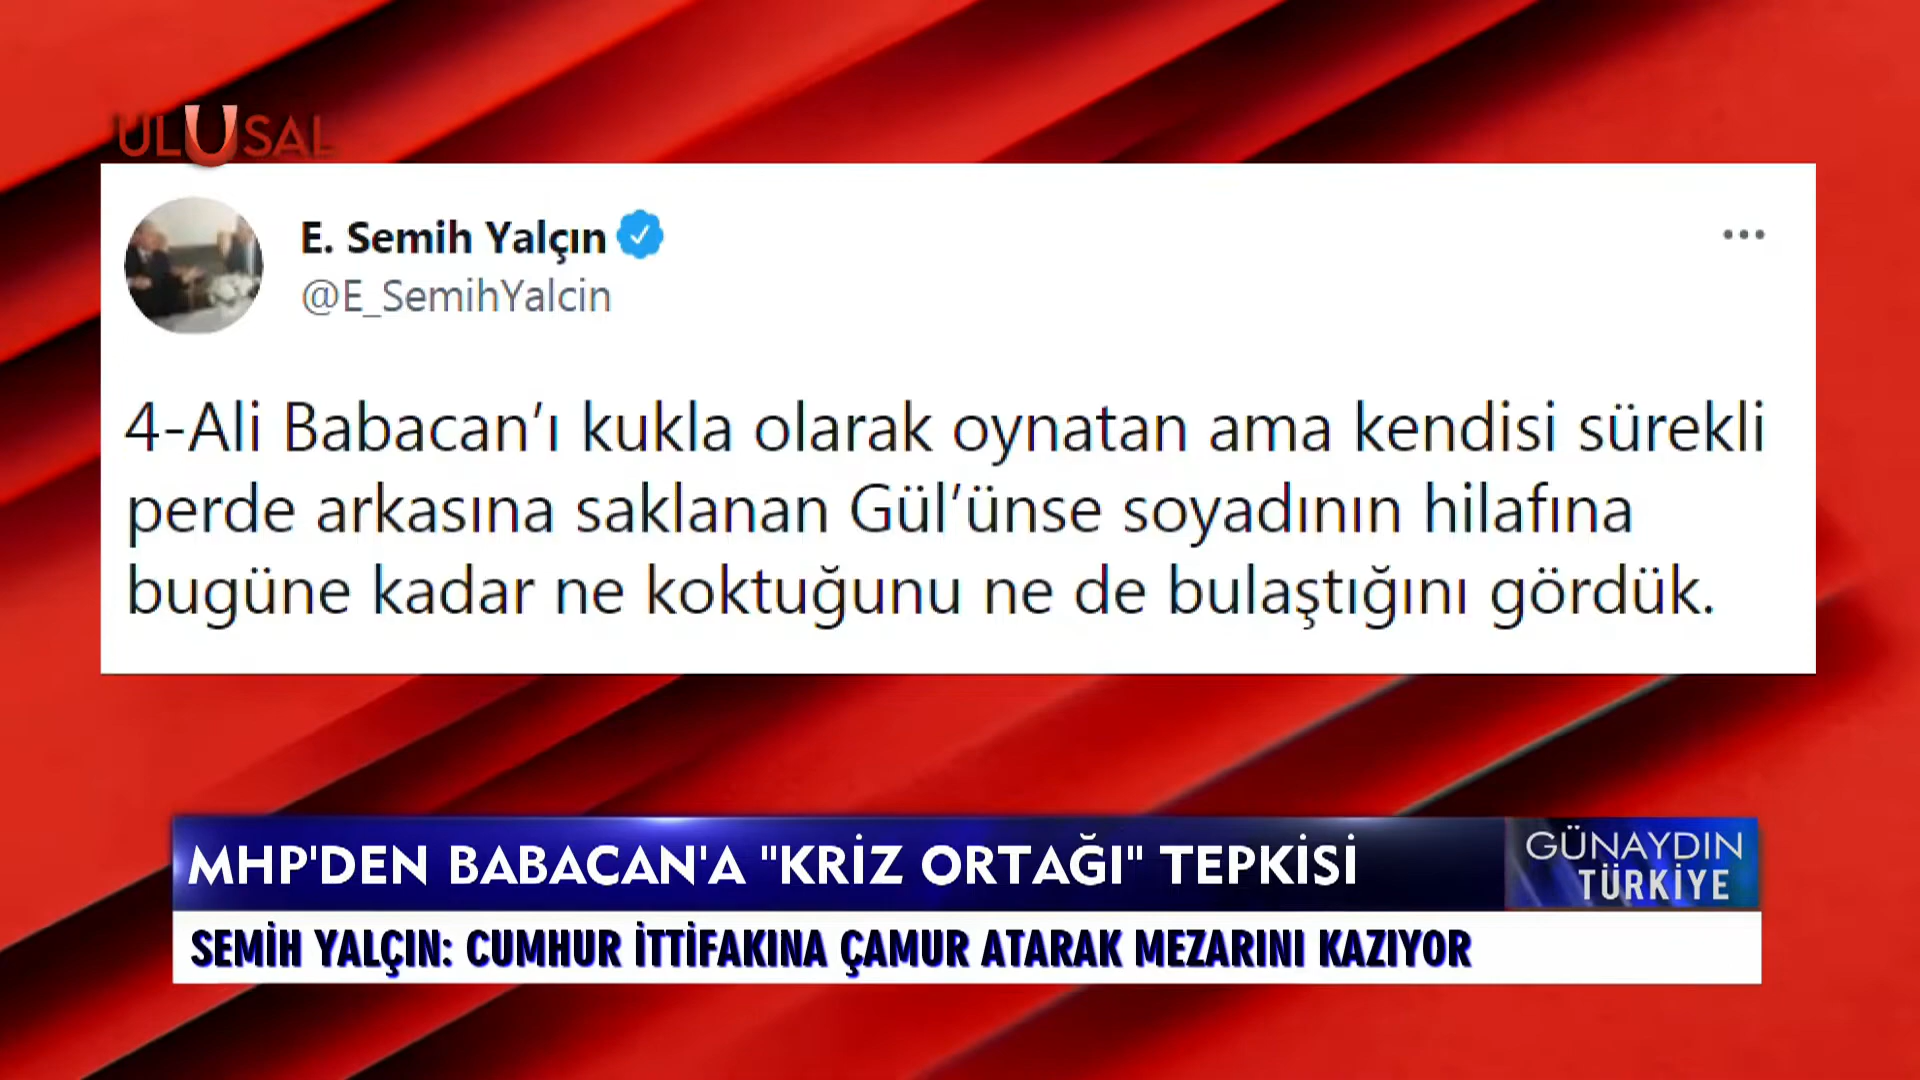 ULUSAL
E. Semih Yalçın
@E_SemihYalcin
4-Ali Babacan’ı kukla olarak oynatan ama kendisi sürekli
perde arkasına saklanan Gül’ünse soyadının hilafına
bugüne kadar ne koktuğunu ne de bulaştığını gördük.
MHP'DEN BABACAN'A "KRİZ ORTAĞI" TEPKİSİ
GÜNAYDIN
TÜRKİYE
SEMİH YALÇIN: CUMHUR İTTİFAKINA ÇAMUR ATARAK MEZARINI KAZIYOR